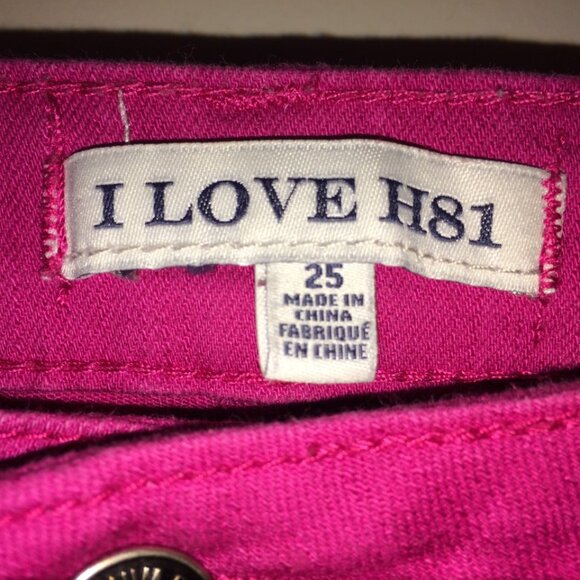 I LOVE H81
25
MADE IN
CHINA
FABRIQUÉ
EN CHINE